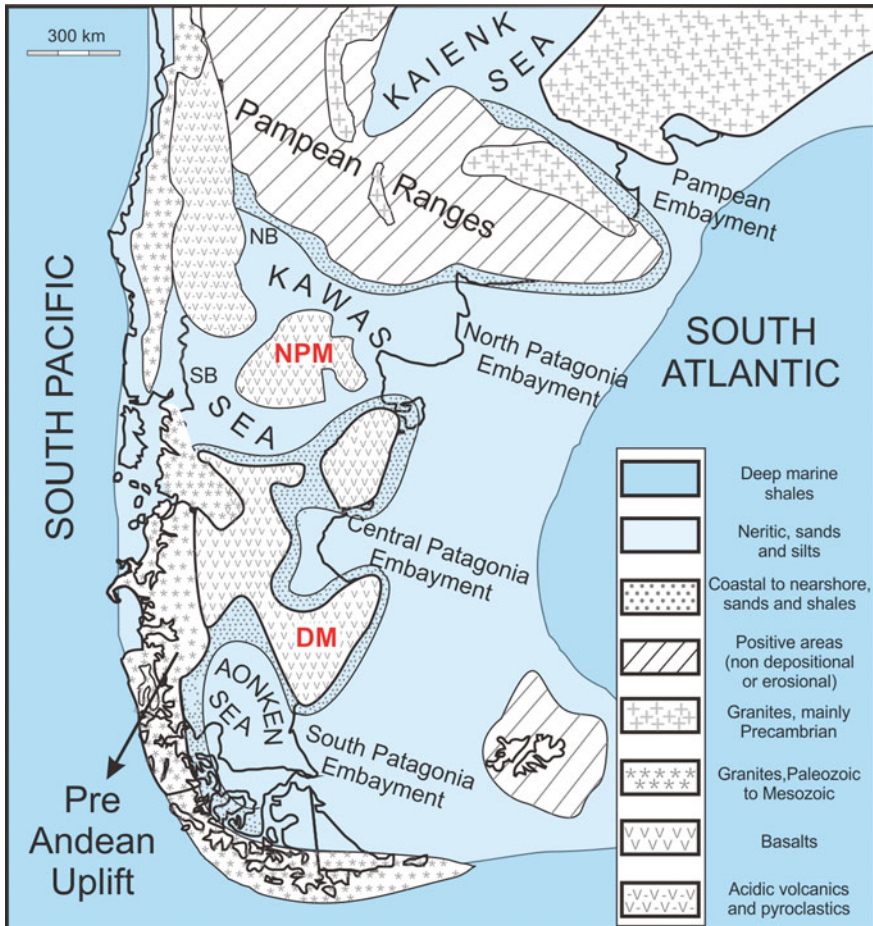 300 km
KAIENK
SEA
Pampean
Ranges
Pampean
Embayment
NB
KAWAS
SEA
NPM
SB
North Patagonia
Embayment
SOUTH
ATLANTIC
SOUTH PACIFIC
Central Patagonia
Embayment
DM
AONKEN
SEA
South Patagonia
Embayment
Pre
Andean
Uplift
Deep marine
shales
Neritic, sands
and silts
Coastal to nearshore,
sands and shales
Positive areas
(non depositional
or erosional)
Granites, mainly
Precambrian
Granites,Paleozoic
to Mesozoic
Basalts
Acidic volcanics
and pyroclastics